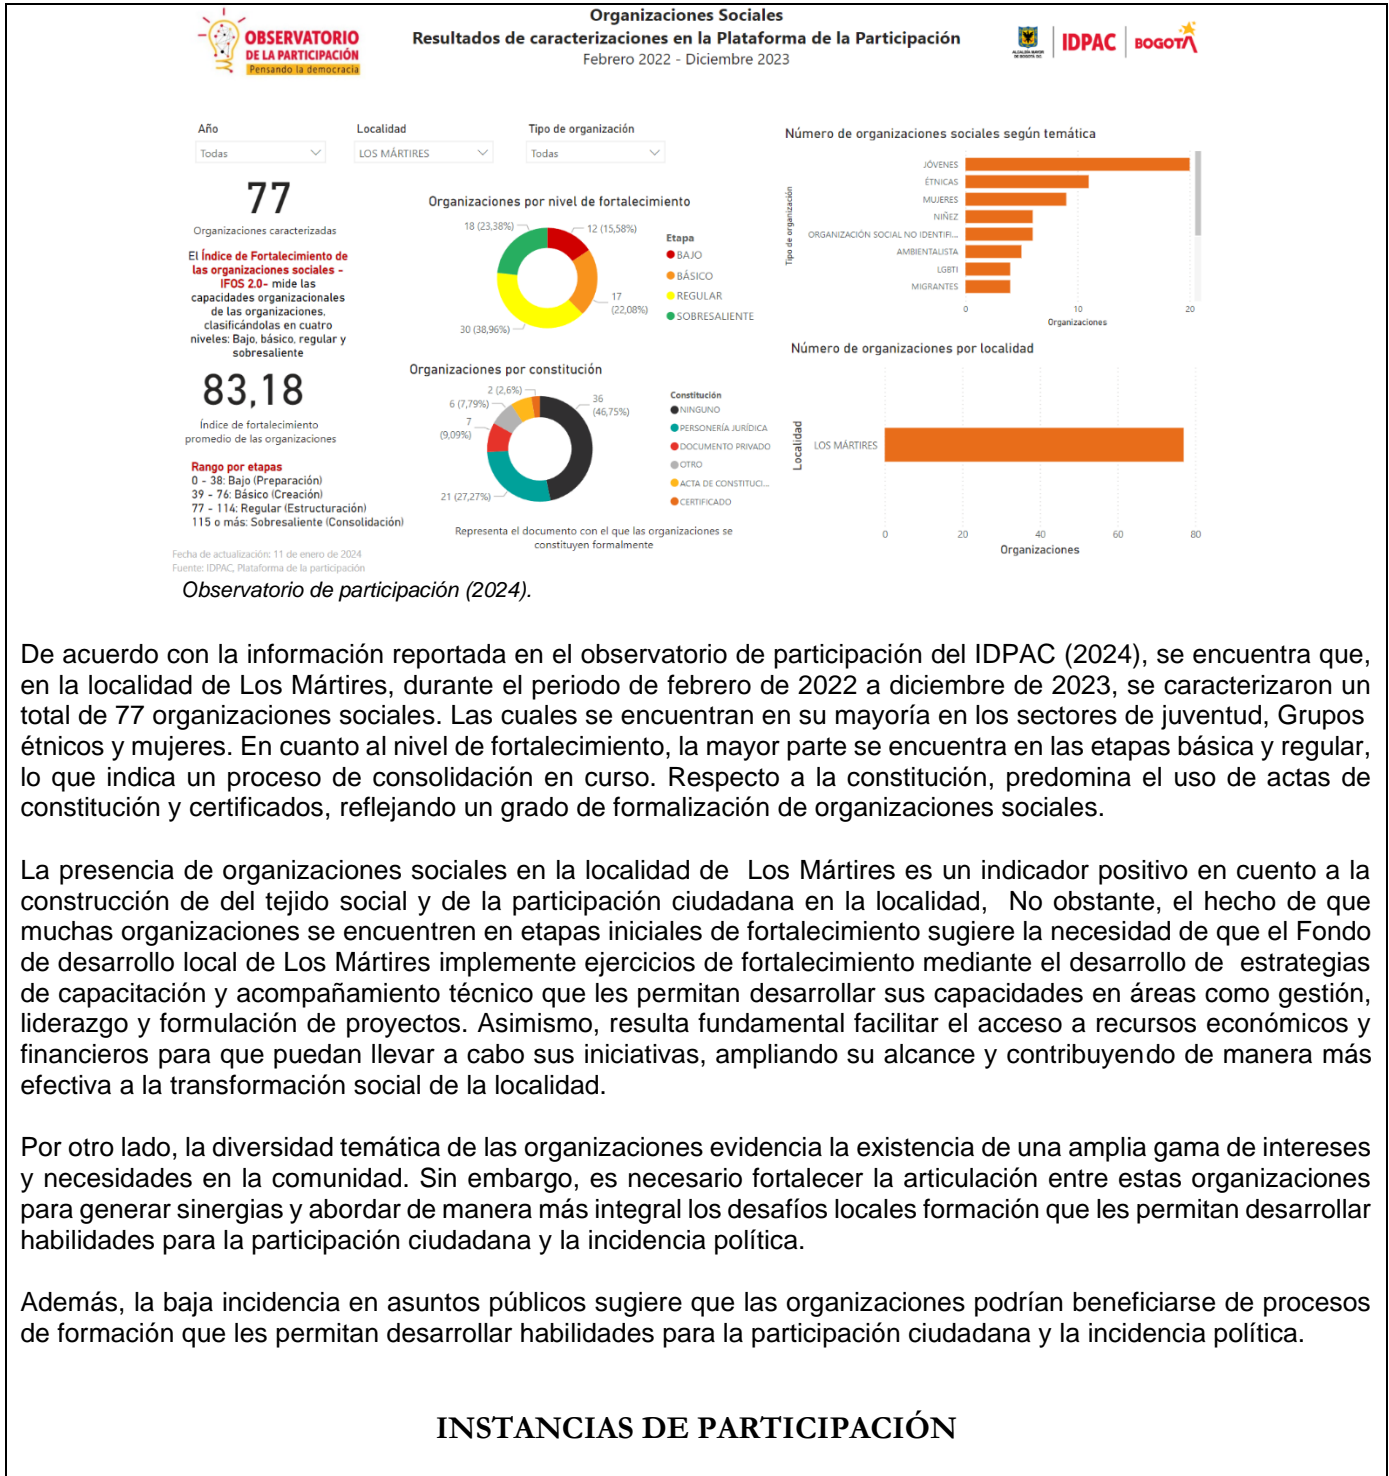 OBSERVATORIO
DE LA PARTICIPACIÓN
Pensando la democracia
Organizaciones Sociales
Resultados de caracterizaciones en la Plataforma de la Participación
Febrero 2022 - Diciembre 2023
ALCALDÍA MAYOR
DE BOGOTÁ D.C.
IDPAC
BOGOTÁ
Año
Todas
Localidad
LOS MÁRTIRES
Tipo de organización
Todas
77
Organizaciones caracterizadas
El Índice de Fortalecimiento de
las organizaciones sociales -
IFOS 2.0- mide las
capacidades organizacionales
de las organizaciones,
clasificándolas en cuatro
niveles: Bajo, básico, regular y
sobresaliente
83,18
Índice de fortalecimiento
promedio de las organizaciones
Rango por etapas
0 - 38: Bajo (Preparación)
39 - 76: Básico (Creación)
77 - 114: Regular (Estructuración)
115 o más: Sobresaliente (Consolidación)
Organizaciones por nivel de fortalecimiento
18 (23,38%)
12 (15,58%)
17
(22,08%)
30 (38,96%)
Etapa
BAJO
BÁSICO
REGULAR
SOBRESALIENTE
Organizaciones por constitución
2 (2,6%)
6 (7,79%)
7
(9,09%)
36
(46,75%)
21 (27,27%)
Constitución
NINGUNO
PERSONERÍA JURÍDICA
DOCUMENTO PRIVADO
OTRO
ACTA DE CONSTITUCI...
CERTIFICADO
Representa el documento con el que las organizaciones se
constituyen formalmente
Número de organizaciones sociales según temática
Tipo de organización
JÓVENES
ÉTNICAS
MUJERES
NIÑEZ
ORGANIZACIÓN SOCIAL NO IDENTIFI...
AMBIENTALISTA
LGBTI
MIGRANTES
0 10 20
Organizaciones
Número de organizaciones por localidad
Localidad
LOS MÁRTIRES
0 20 40 60 80
Organizaciones
Fecha de actualización: 11 de enero de 2024
Fuente: IDPAC, Plataforma de la participación
Observatorio de participación (2024).
De acuerdo con la información reportada en el observatorio de participación del IDPAC (2024), se encuentra que,
en la localidad de Los Mártires, durante el periodo de febrero de 2022 a diciembre de 2023, se caracterizaron un
total de 77 organizaciones sociales. Las cuales se encuentran en su mayoría en los sectores de juventud, Grupos
étnicos y mujeres. En cuanto al nivel de fortalecimiento, la mayor parte se encuentra en las etapas básica y regular,
lo que indica un proceso de consolidación en curso. Respecto a la constitución, predomina el uso de actas de
constitución y certificados, reflejando un grado de formalización de organizaciones sociales.
La presencia de organizaciones sociales en la localidad de Los Mártires es un indicador positivo en cuento a la
construcción de del tejido social y de la participación ciudadana en la localidad, No obstante, el hecho de que
muchas organizaciones se encuentren en etapas iniciales de fortalecimiento sugiere la necesidad de que el Fondo
de desarrollo local de Los Mártires implemente ejercicios de fortalecimiento mediante el desarrollo de estrategias
de capacitación y acompañamiento técnico que les permitan desarrollar sus capacidades en áreas como gestión,
liderazgo y formulación de proyectos. Asimismo, resulta fundamental facilitar el acceso a recursos económicos y
financieros para que puedan llevar a cabo sus iniciativas, ampliando su alcance y contribuyendo de manera más
efectiva a la transformación social de la localidad.
Por otro lado, la diversidad temática de las organizaciones evidencia la existencia de una amplia gama de intereses
y necesidades en la comunidad. Sin embargo, es necesario fortalecer la articulación entre estas organizaciones
para generar sinergias y abordar de manera más integral los desafíos locales formación que les permitan desarrollar
habilidades para la participación ciudadana y la incidencia política.
Además, la baja incidencia en asuntos públicos sugiere que las organizaciones podrían beneficiarse de procesos
de formación que les permitan desarrollar habilidades para la participación ciudadana y la incidencia política.
INSTANCIAS DE PARTICIPACIÓN